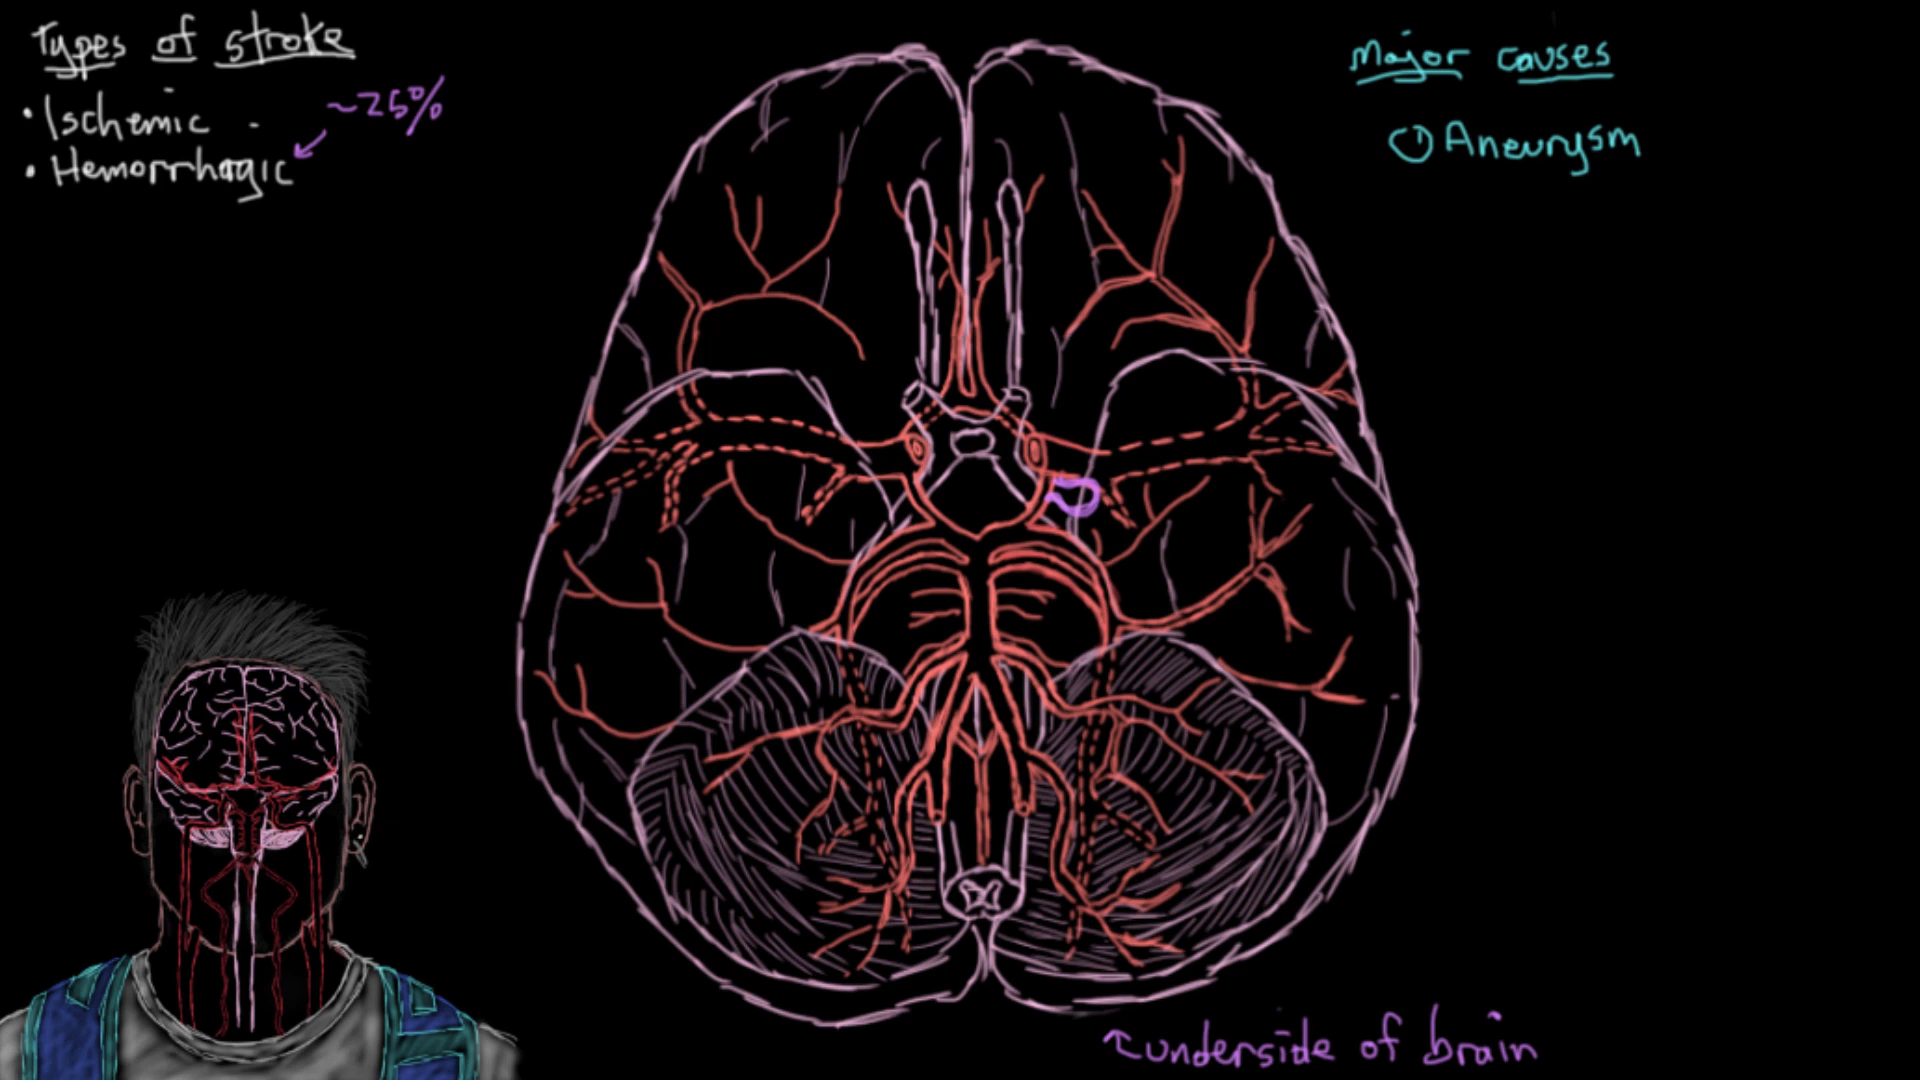 Types of stroke
• Ischemic
• Hemorrhagic
~25%
Major causes
① Aneurysm
underside of brain